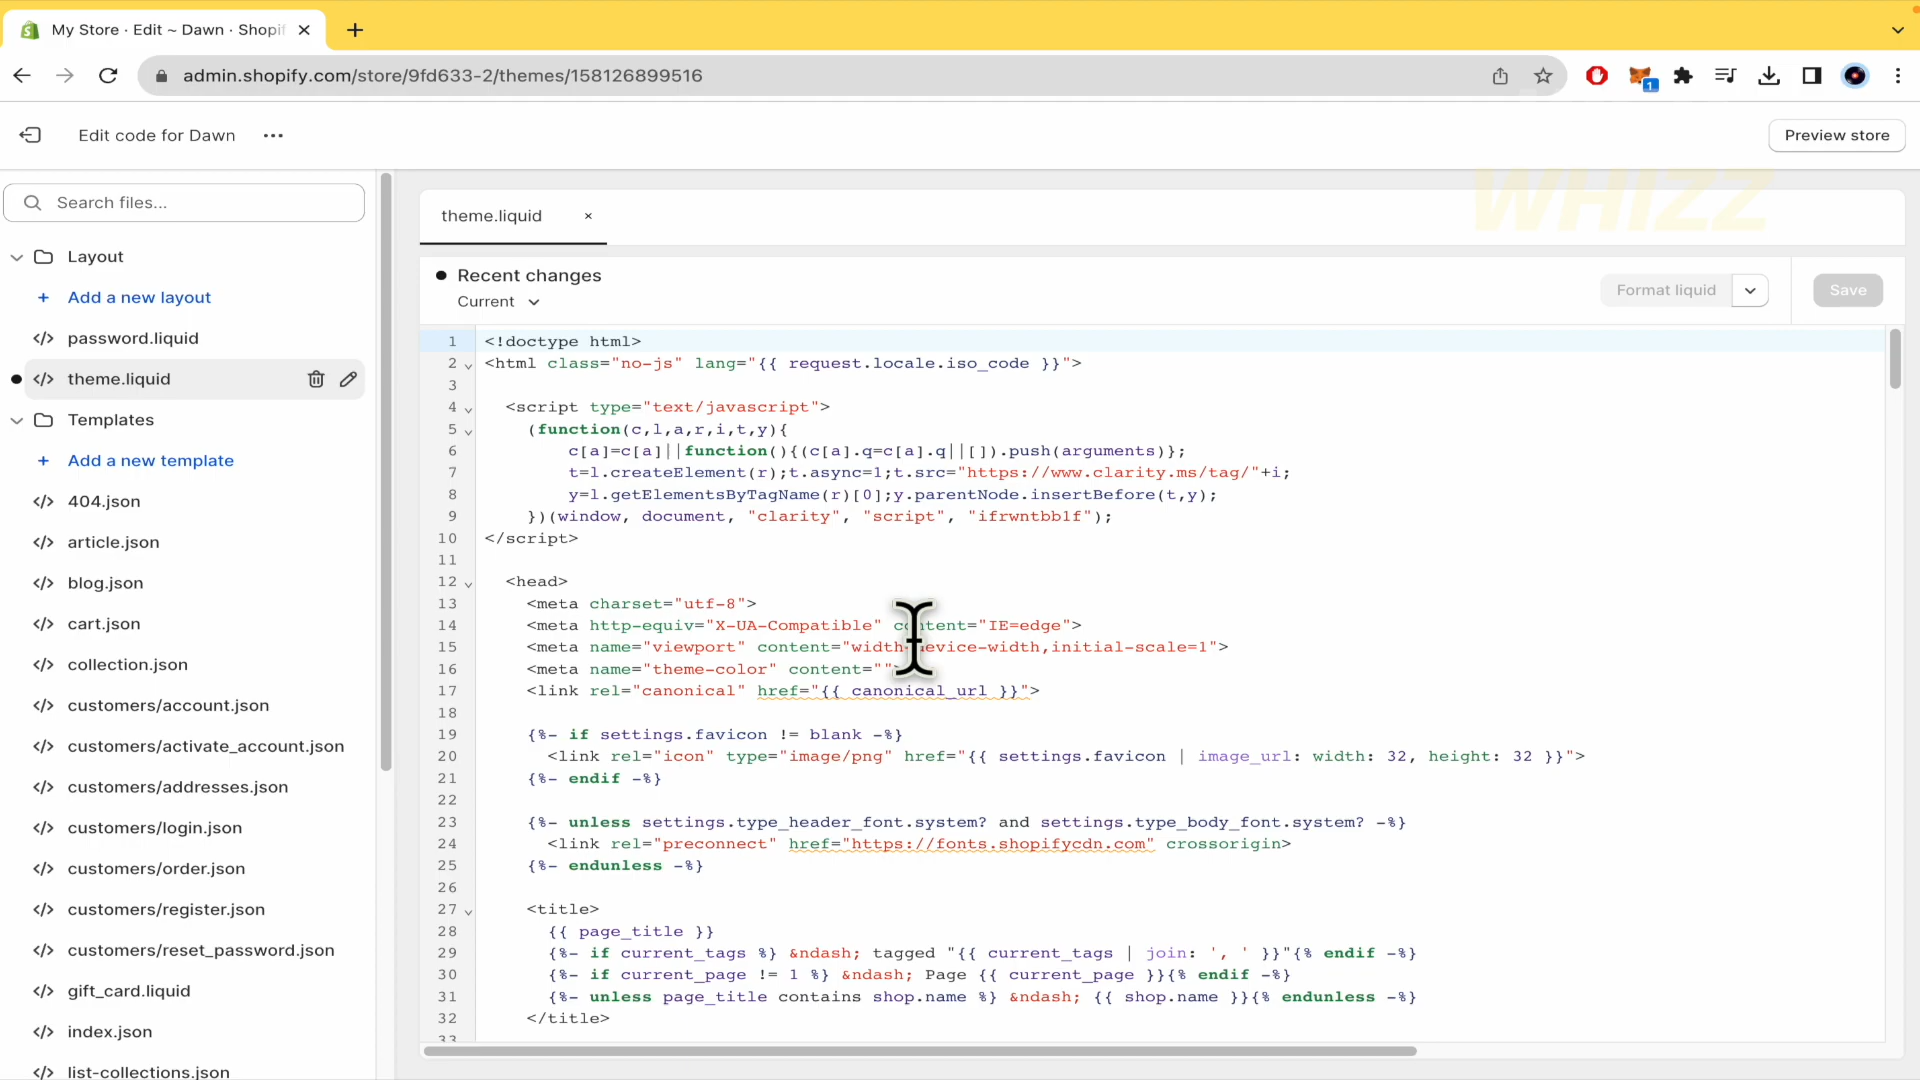 My Store · Edit ~ Dawn · Shopif
admin.shopify.com/store/9fd633-2/themes/158126899516
1
Edit code for Dawn
Preview store
WHIZZ
Search files...
Layout
Add a new layout
password.liquid
theme.liquid
Templates
Add a new template
404.json
article.json
blog.json
cart.json
collection.json
customers/account.json
customers/activate_account.json
customers/addresses.json
customers/login.json
customers/order.json
customers/register.json
customers/reset_password.json
gift_card.liquid
index.json
list-collections.json
theme.liquid
Recent changes
Current
Format liquid
Save
1 <!doctype html>
2 <html class="no-js" lang="{{ request.locale.iso_code }}">
3
4 <script type="text/javascript">
5 (function(c,l,a,r,i,t,y){
6 c[a]=c[a]||function(){(c[a].q=c[a].q||[]).push(arguments)};
7 t=l.createElement(r);t.async=1;t.src="https://www.clarity.ms/tag/"+i;
8 y=l.getElementsByTagName(r)[0];y.parentNode.insertBefore(t,y);
9 })(window, document, "clarity", "script", "ifrwntbb1f");
10 </script>
11
12 <head>
13 <meta charset="utf-8">
14 <meta http-equiv="X-UA-Compatible" content="IE=edge">
15 <meta name="viewport" content="width=device-width,initial-scale=1">
16 <meta name="theme-color" content="">
17 <link rel="canonical" href="{{ canonical_url }}">
18
19 {%- if settings.favicon != blank -%}
20 <link rel="icon" type="image/png" href="{{ settings.favicon | image_url: width: 32, height: 32 }}">
21 {%- endif -%}
22
23 {%- unless settings.type_header_font.system? and settings.type_body_font.system? -%}
24 <link rel="preconnect" href="https://fonts.shopifycdn.com" crossorigin>
25 {%- endunless -%}
26
27 <title>
28 {{ page_title }}
29 {%- if current_tags %} &ndash; tagged "{{ current_tags | join: ', ' }}"{% endif -%}
30 {%- if current_page != 1 %} &ndash; Page {{ current_page }}{% endif -%}
31 {%- unless page_title contains shop.name %} &ndash; {{ shop.name }}{% endunless -%}
32 </title>
33